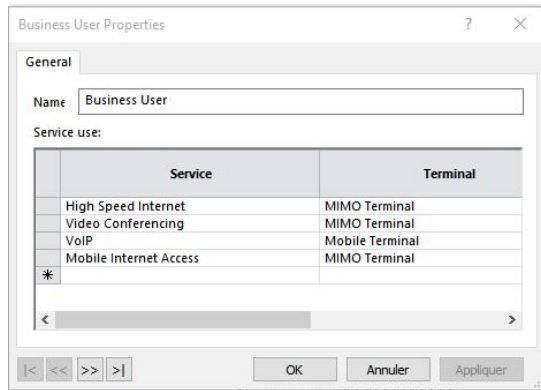 Business User Properties ? ×
General
Name Business User
Service use:
Service Terminal
High Speed Internet MIMO Terminal
Video Conferencing MIMO Terminal
VoIP Mobile Terminal
Mobile Internet Access MIMO Terminal
*
< >
|< << >> >| OK Annuler Appliquer